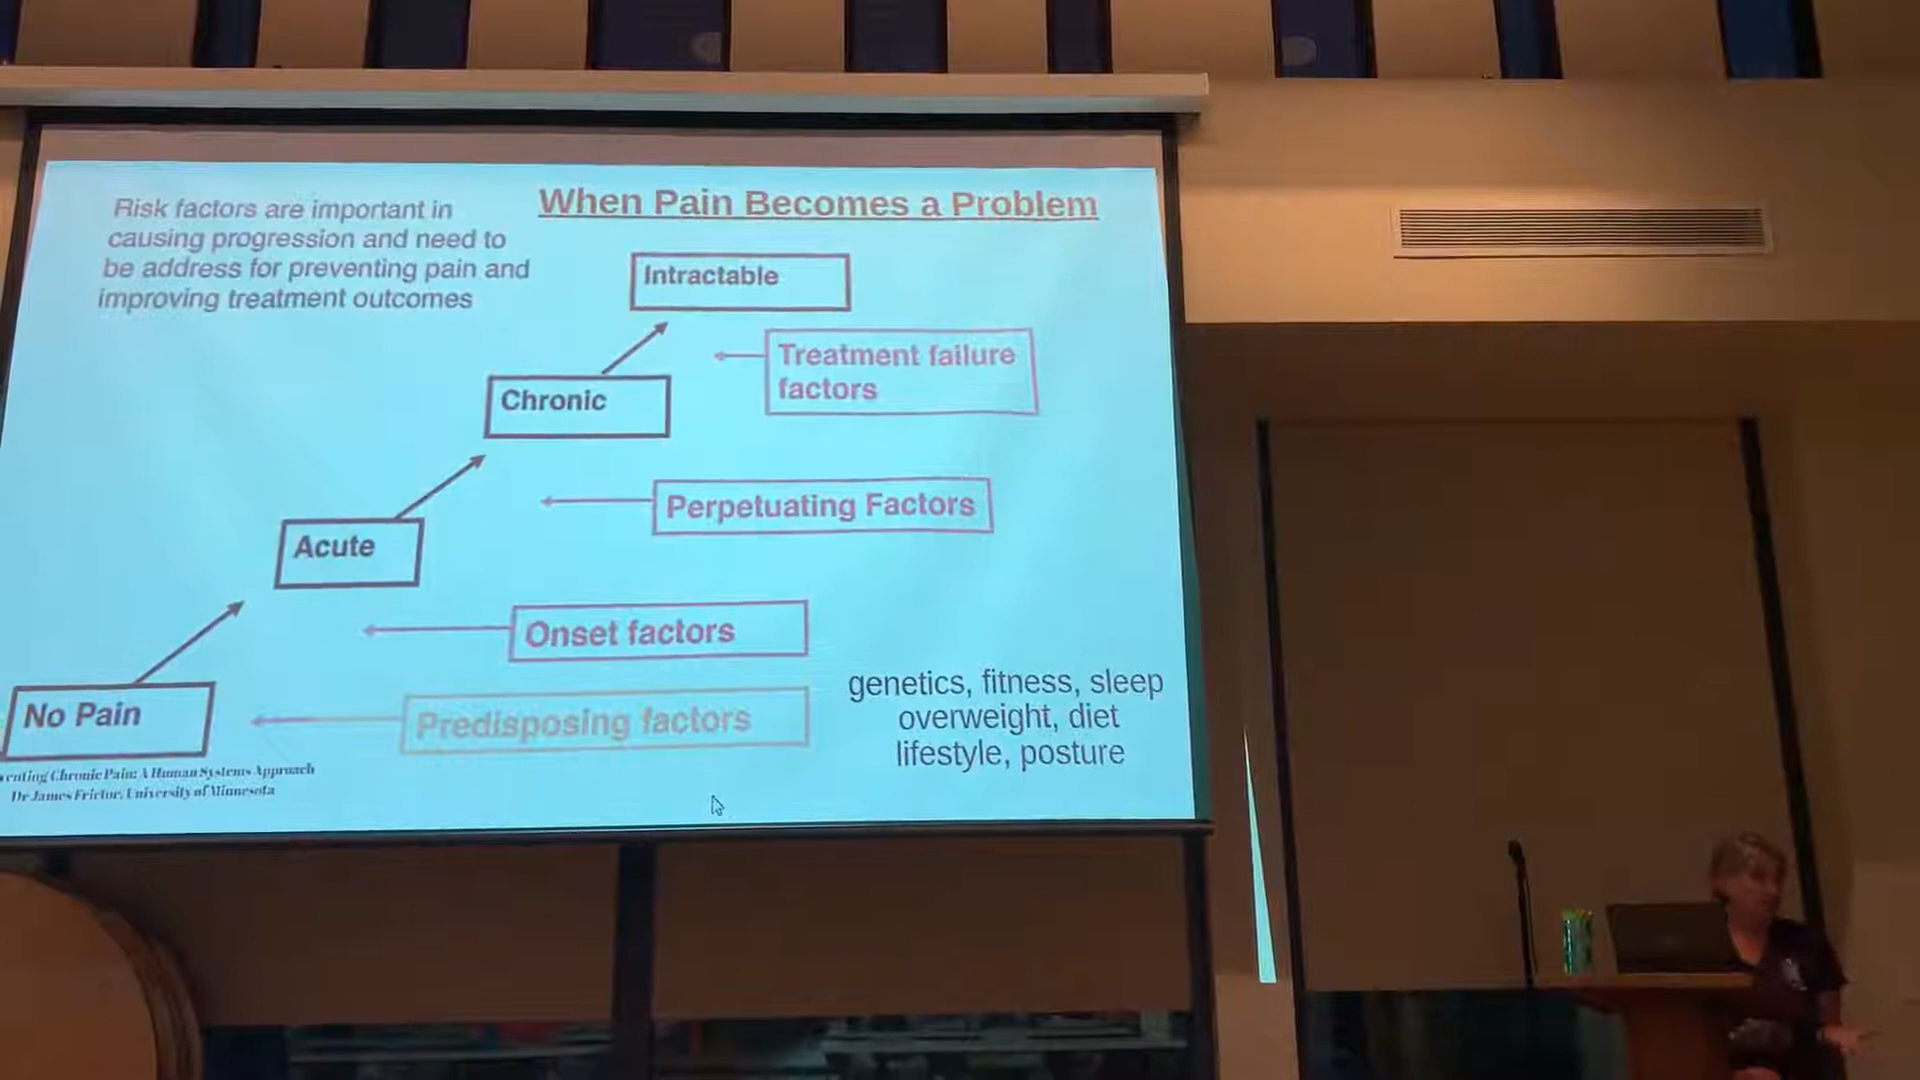 When Pain Becomes a Problem
Risk factors are important in
causing progression and need to
be address for preventing pain and
improving treatment outcomes
Intractable
Treatment failure
factors
Chronic
Perpetuating Factors
Acute
Onset factors
No Pain
Predisposing factors
genetics, fitness, sleep
overweight, diet
lifestyle, posture
Chronic Pain: A Human Systems Approach
Dr James Fricton, University of Minnesota